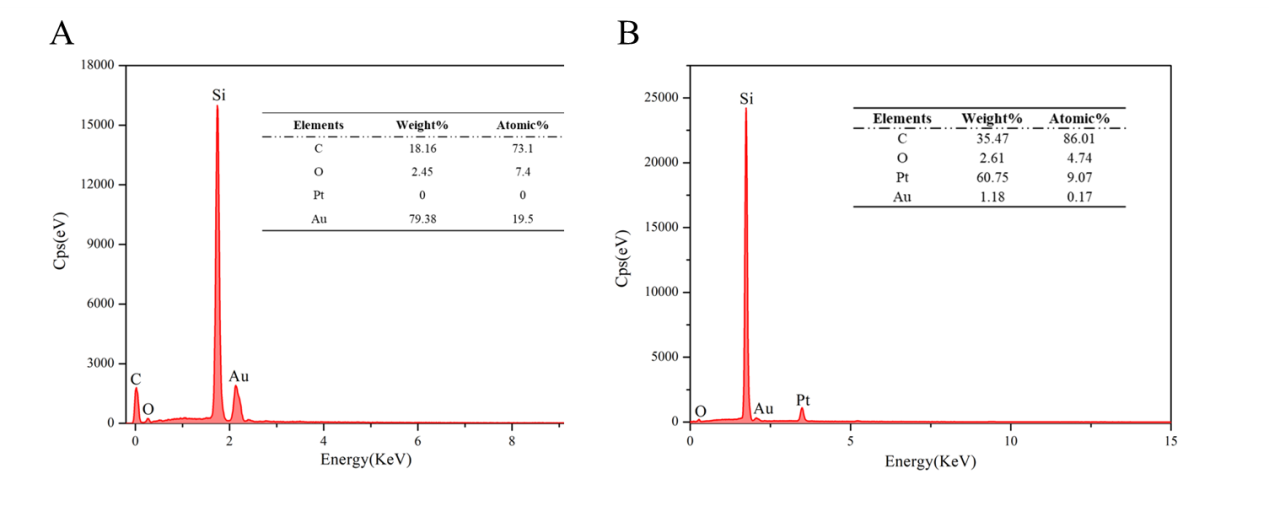 A
18000
15000
12000
9000
6000
3000
0
Cps(eV)
Si
C
O
Au
Elements Weight% Atomic%
C 18.16 73.1
O 2.45 7.4
Pt 0 0
Au 79.38 19.5
0 2 4 6 8
Energy(KeV)
B
25000
20000
15000
10000
5000
0
Cps(eV)
Si
O
Au
Pt
Elements Weight% Atomic%
C 35.47 86.01
O 2.61 4.74
Pt 60.75 9.07
Au 1.18 0.17
0 5 10 15
Energy(KeV)